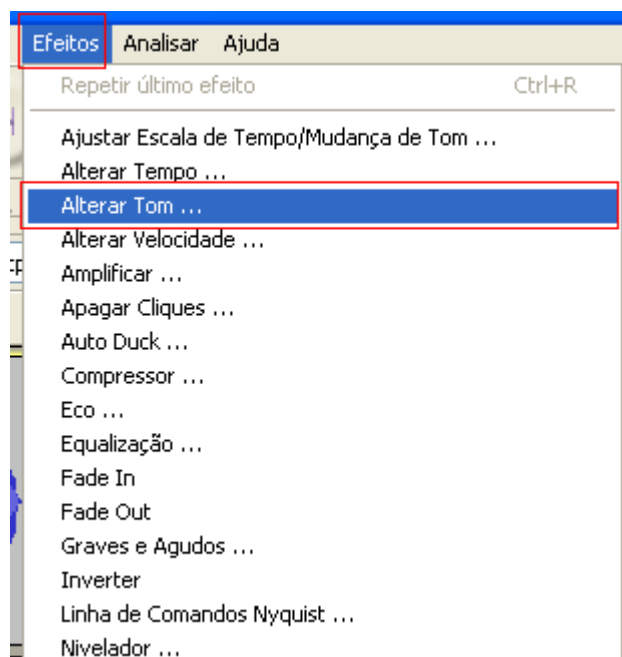 Efeitos Analisar Ajuda
Repetir último efeito Ctrl+R
Ajustar Escala de Tempo/Mudança de Tom ...
Alterar Tempo ...
Alterar Tom ...
Alterar Velocidade ...
Amplificar ...
Apagar Cliques ...
Auto Duck ...
Compressor ...
Eco ...
Equalização ...
Fade In
Fade Out
Graves e Agudos ...
Inverter
Linha de Comandos Nyquist ...
Nivelador ...